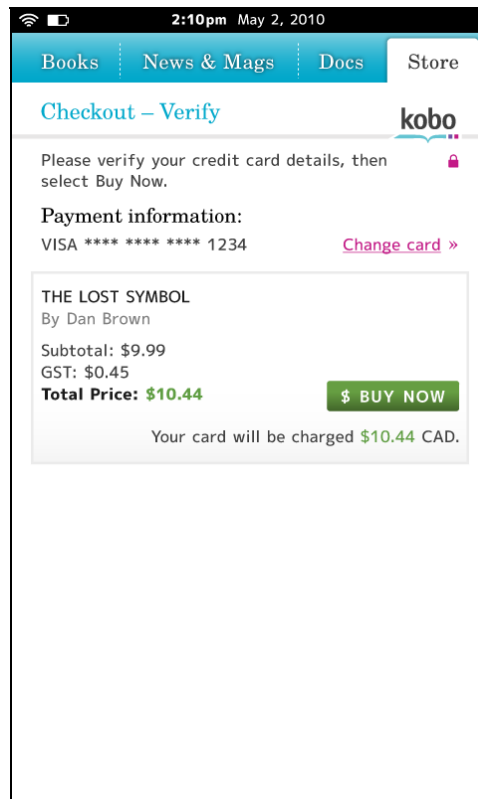 2:10pm May 2, 2010
Books News & Mags Docs Store
Checkout – Verify
kobo
Please verify your credit card details, then
select Buy Now.
Payment information:
VISA **** **** **** 1234 Change card »
THE LOST SYMBOL
By Dan Brown
Subtotal: $9.99
GST: $0.45
Total Price: $10.44
$ BUY NOW
Your card will be charged $10.44 CAD.